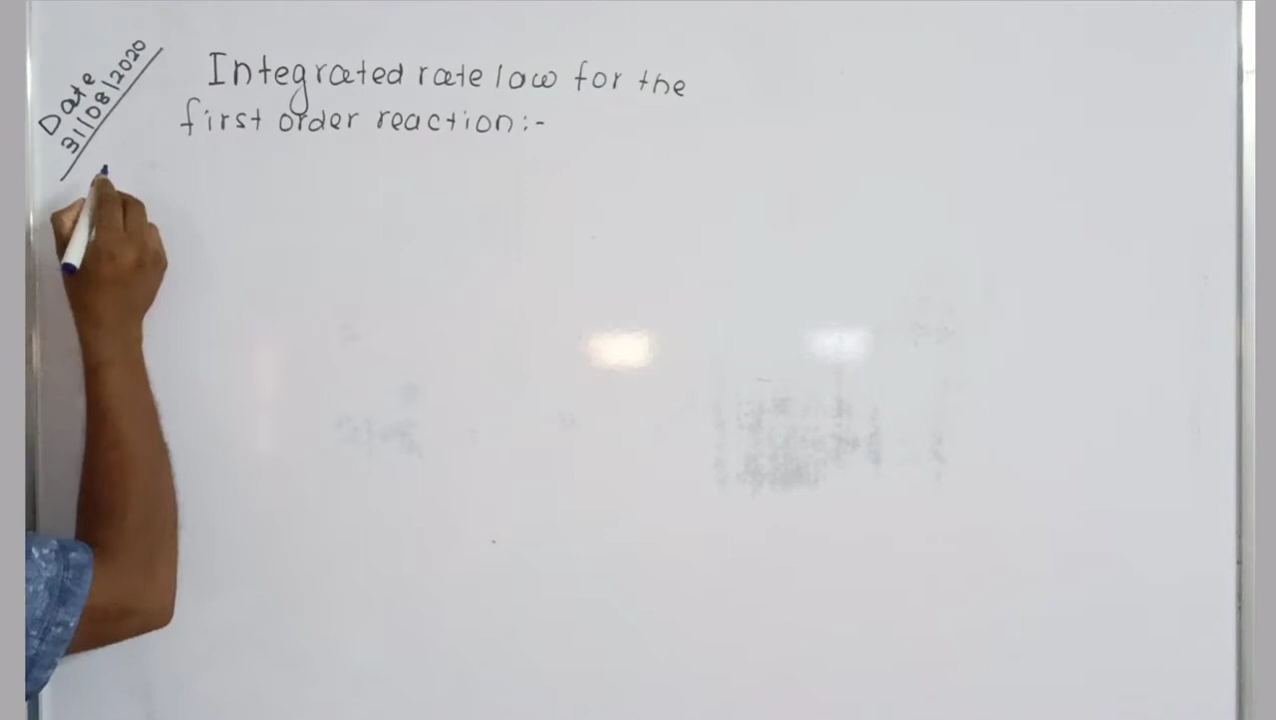 Date
31/08/2020
Integrated rate law for the
first order reaction:-